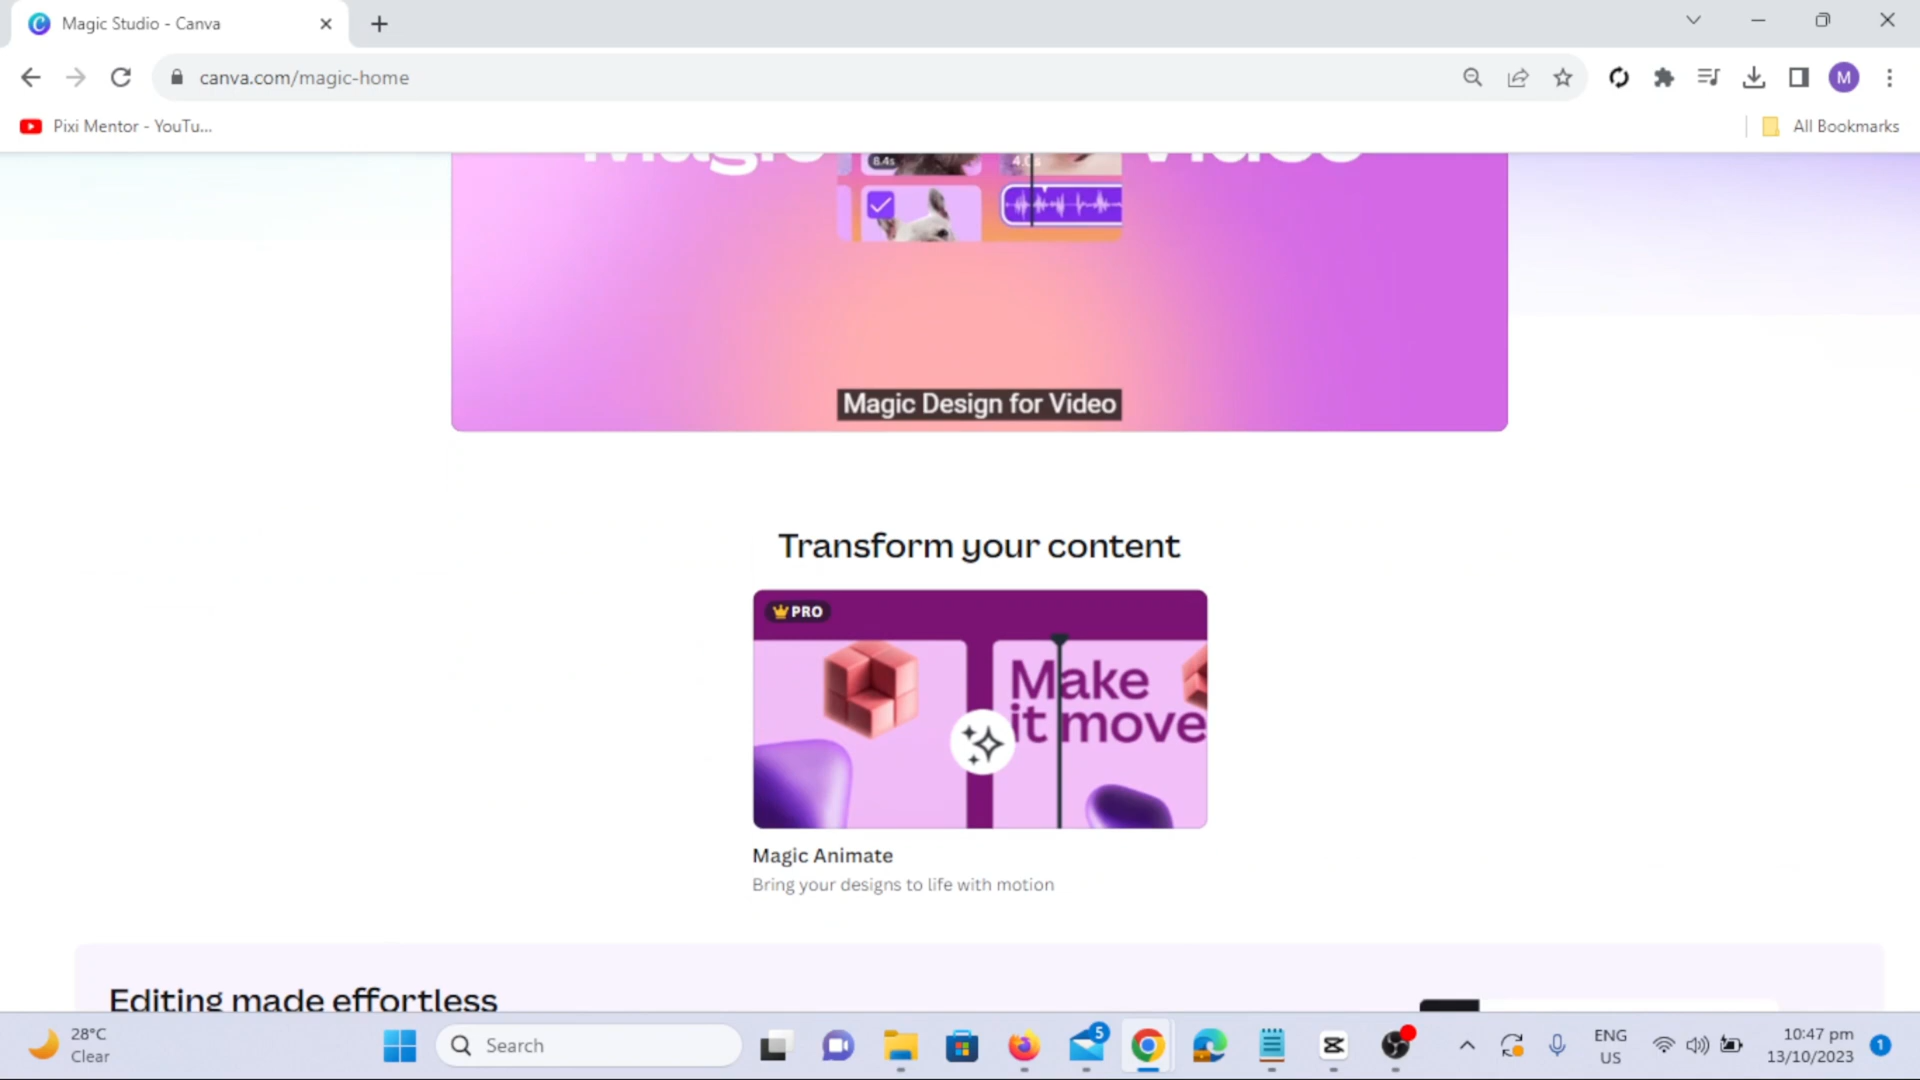 Magic Studio - Canva
canva.com/magic-home
M
Pixi Mentor - YouTu...
All Bookmarks
Magic Video
8.4s
Magic Design for Video
Transform your content
PRO
Make
it move
Magic Animate
Bring your designs to life with motion
Editing made effortless
28°C
Clear
Search
5
ENG
US
10:47 pm
13/10/2023
1